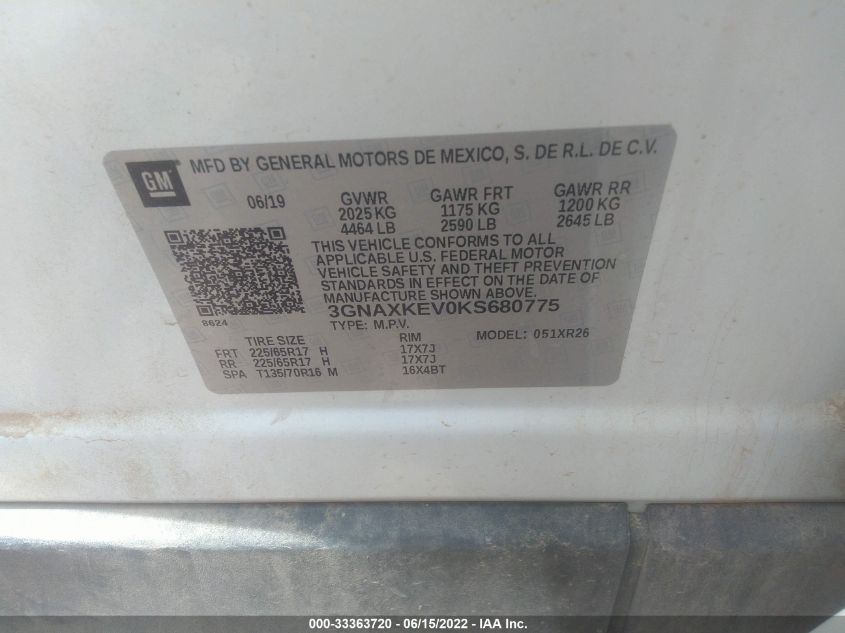 GM
MFD BY GENERAL MOTORS DE MEXICO, S. DE R.L. DE C.V.
06/19 GVWR GAWR FRT GAWR RR
2025 KG 1175 KG 1200 KG
4464 LB 2590 LB 2645 LB
THIS VEHICLE CONFORMS TO ALL
APPLICABLE U.S. FEDERAL MOTOR
VEHICLE SAFETY AND THEFT PREVENTION
STANDARDS IN EFFECT ON THE DATE OF
MANUFACTURE SHOWN ABOVE.
8624
3GNAXKEV0KS680775
TYPE: M.P.V. MODEL: 051XR26
TIRE SIZE RIM
FRT 225/65R17 H 17X7J
RR 225/65R17 H 17X7J
SPA T135/70R16 M 16X4BT
000-33363720 - 06/15/2022 - IAA Inc.